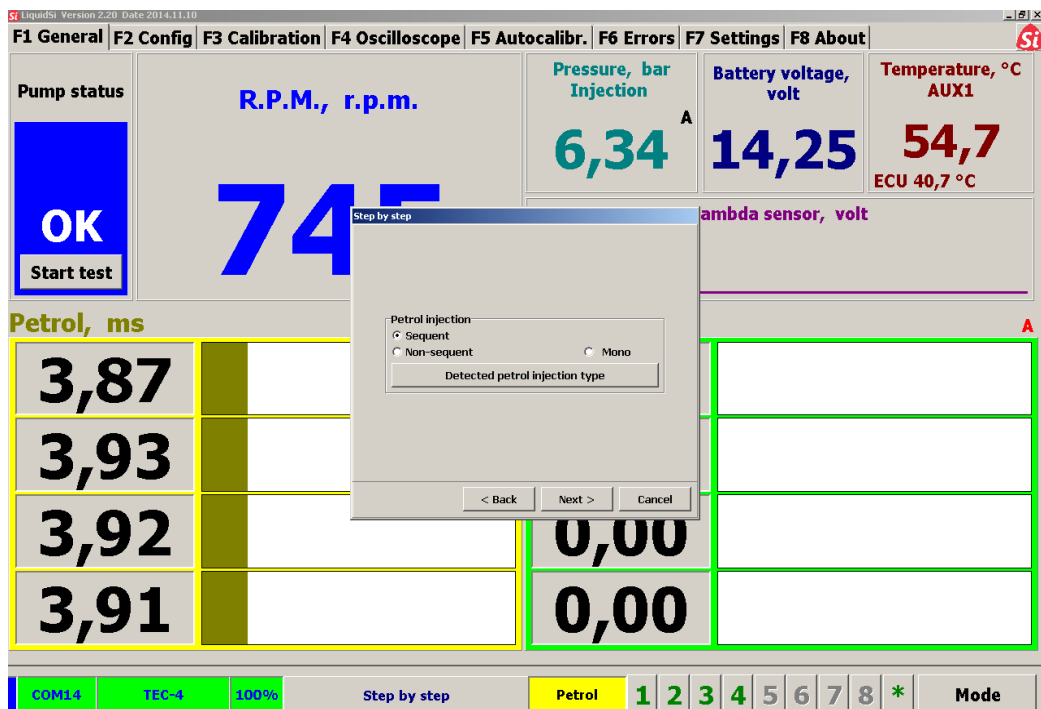 Si LiquidSi Version 2.20 Date 2014.11.10
F1 General F2 Config F3 Calibration F4 Oscilloscope F5 Autocalibr. F6 Errors F7 Settings F8 About
Si
Pump status
OK
Start test
R.P.M., r.p.m.
Pressure, bar
Injection
A
6,34
Battery voltage,
volt
14,25
Temperature, °C
AUX1
54,7
ECU 40,7 °C
sensor, volt
Step by step
Petrol injection
Sequent
Non-sequent Mono
Detected petrol injection type
< Back Next > Cancel
Petrol, ms
A
3,87
3,93
3,92
3,91
0,00
0,00
COM14 TEC-4 100% Step by step Petrol 1 2 3 4 5 6 7 8 * Mode